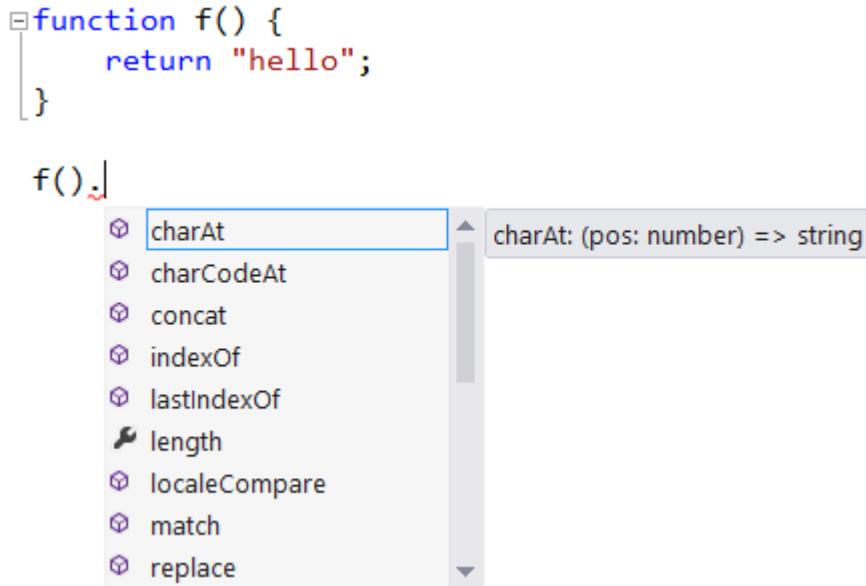 function f() {
    return "hello";
}
f().
charAt
charAt: (pos: number) => string
charCodeAt
concat
indexOf
lastIndexOf
length
localeCompare
match
replace